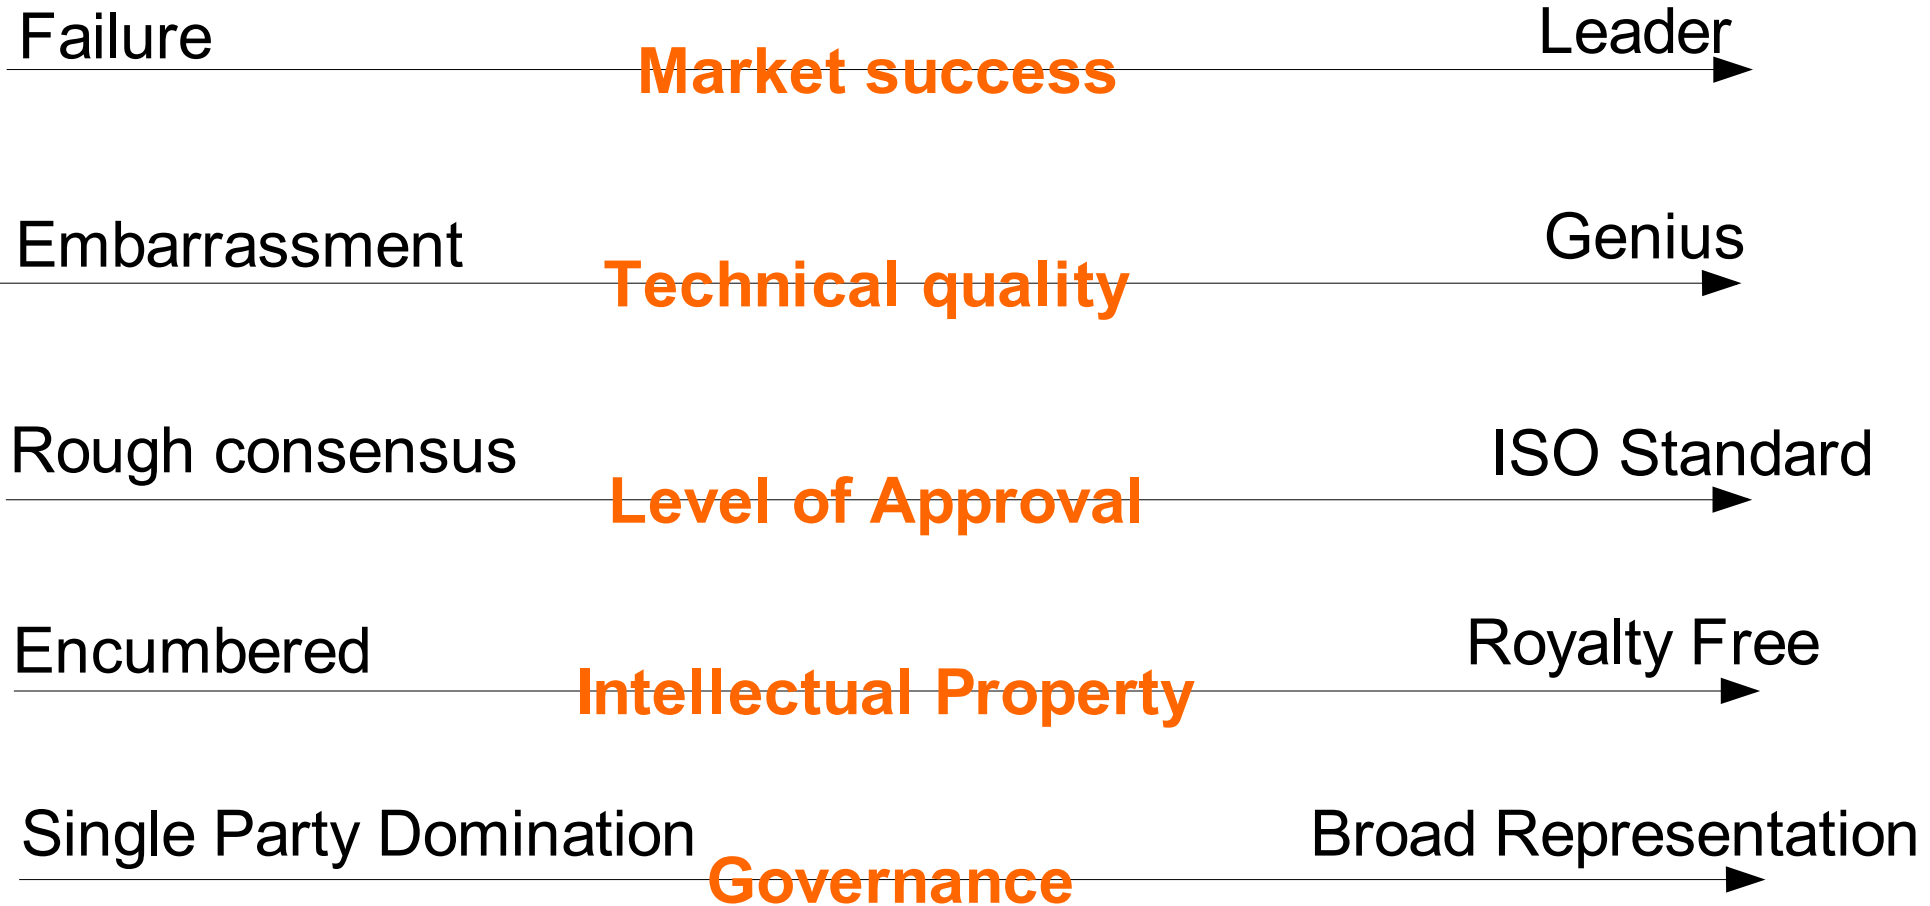 Failure
Leader
Market success
Embarrassment
Genius
Technical quality
Rough consensus
ISO Standard
Level of Approval
Encumbered
Royalty Free
Intellectual Property
Single Party Domination
Broad Representation
Governance